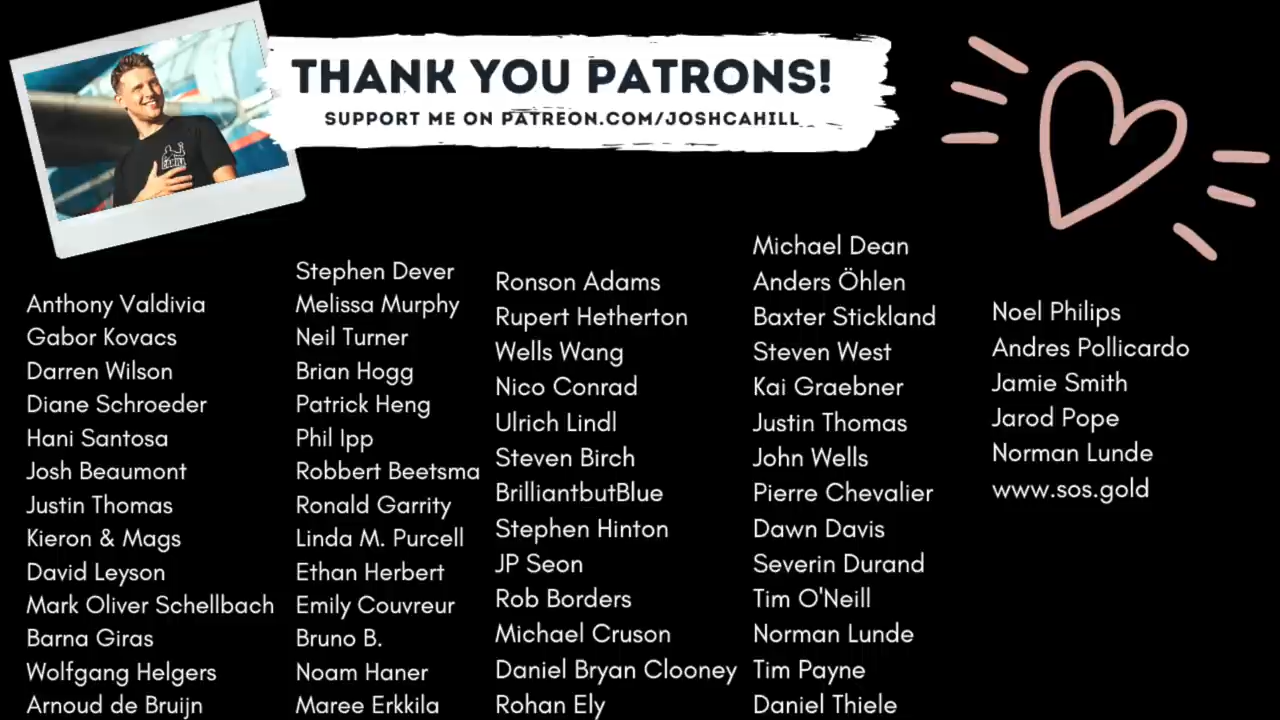 THANK YOU PATRONS!
SUPPORT ME ON PATREON.COM/JOSHCAHILL
CAHILL
Anthony Valdivia
Gabor Kovacs
Darren Wilson
Diane Schroeder
Hani Santosa
Josh Beaumont
Justin Thomas
Kieron & Mags
David Leyson
Mark Oliver Schellbach
Barna Giras
Wolfgang Helgers
Arnoud de Bruijn
Stephen Dever
Melissa Murphy
Neil Turner
Brian Hogg
Patrick Heng
Phil Ipp
Robbert Beetsma
Ronald Garrity
Linda M. Purcell
Ethan Herbert
Emily Couvreur
Bruno B.
Noam Haner
Maree Erkkila
Ronson Adams
Rupert Hetherton
Wells Wang
Nico Conrad
Ulrich Lindl
Steven Birch
BrilliantbutBlue
Stephen Hinton
JP Seon
Rob Borders
Michael Cruson
Daniel Bryan Clooney
Rohan Ely
Michael Dean
Anders Öhlen
Baxter Stickland
Steven West
Kai Graebner
Justin Thomas
John Wells
Pierre Chevalier
Dawn Davis
Severin Durand
Tim O'Neill
Norman Lunde
Tim Payne
Daniel Thiele
Noel Philips
Andres Pollicardo
Jamie Smith
Jarod Pope
Norman Lunde
www.sos.gold